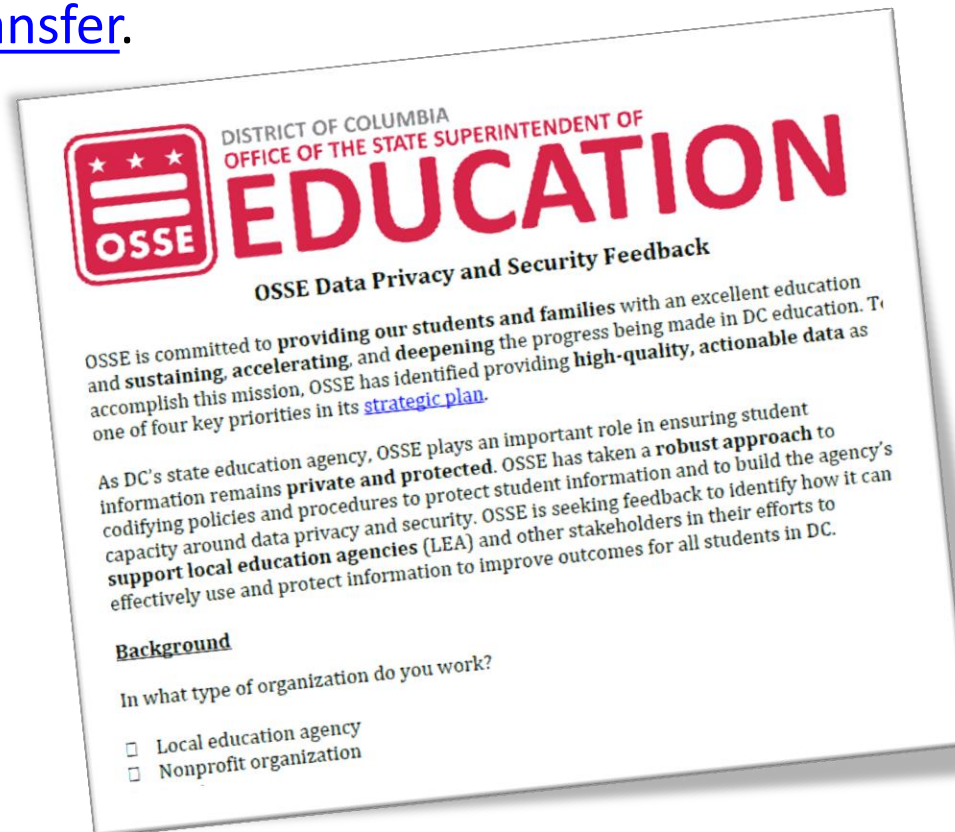 ansfer.
DISTRICT OF COLUMBIA
OFFICE OF THE STATE SUPERINTENDENT OF
EDUCATION
OSSE
OSSE Data Privacy and Security Feedback
OSSE is committed to providing our students and families with an excellent education
and sustaining, accelerating, and deepening the progress being made in DC education. To
accomplish this mission, OSSE has identified providing high-quality, actionable data as
one of four key priorities in its strategic plan.
As DC's state education agency, OSSE plays an important role in ensuring student
information remains private and protected. OSSE has taken a robust approach to
codifying policies and procedures to protect student information and to build the agency's
capacity around data privacy and security. OSSE is seeking feedback to identify how it can
support local education agencies (LEA) and other stakeholders in their efforts to
effectively use and protect information to improve outcomes for all students in DC.
Background
In what type of organization do you work?
☐ Local education agency
☐ Nonprofit organization